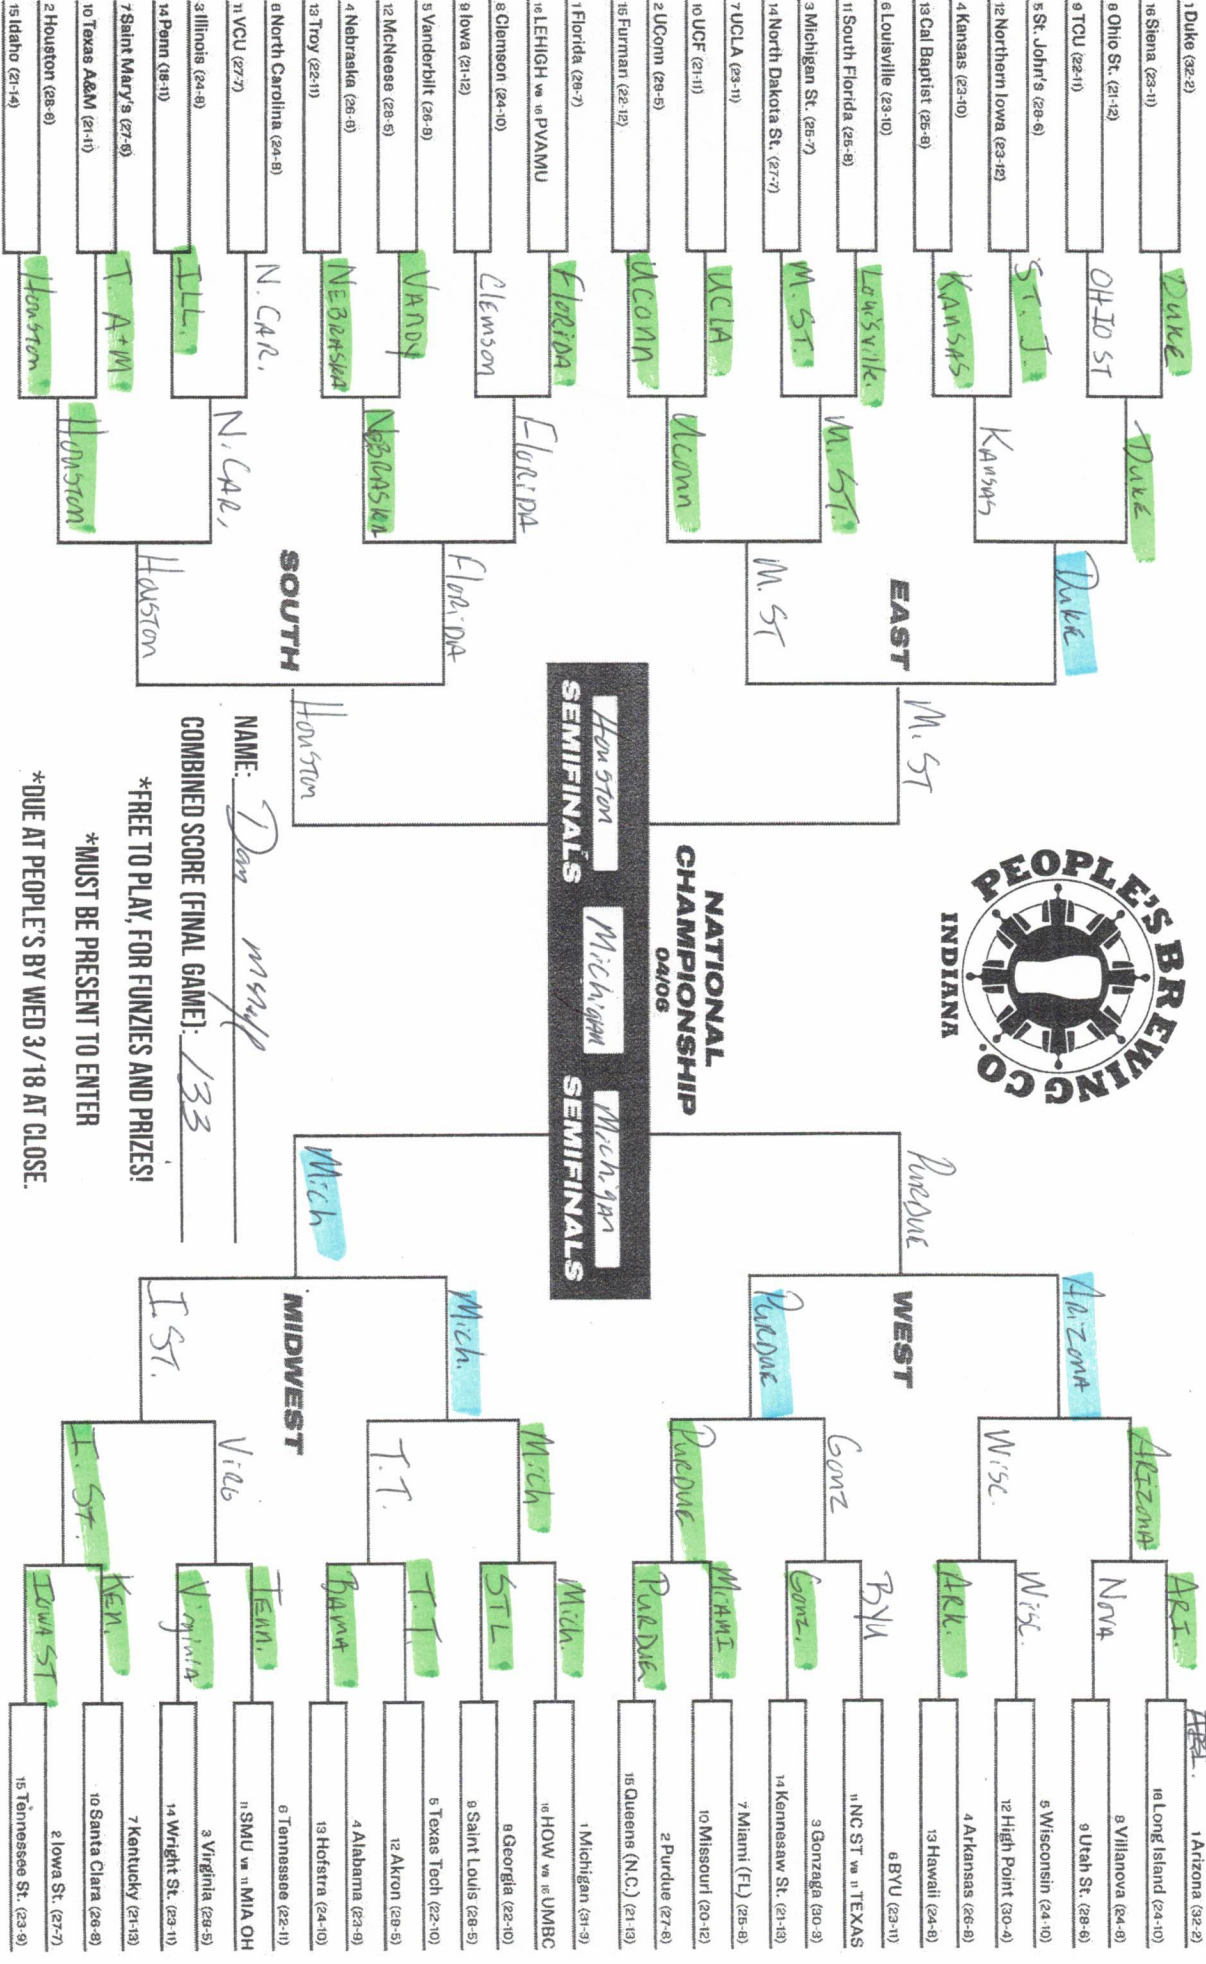 1 Duke (32-2)
16 Siena (23-11)
8 Ohio St. (21-12)
9 TCU (22-11)
5 St. John's (28-6)
12 Northern Iowa (23-12)
4 Kansas (23-10)
13 Cal Baptist (25-8)
6 Louisville (23-10)
11 South Florida (25-8)
3 Michigan St. (25-7)
14 North Dakota St. (27-7)
7 UCLA (23-11)
10 UCF (21-11)
2 UConn (29-5)
15 Furman (22-12)
DUKE
OHIO ST
ST. J.
KANSAS
Louisville.
M. ST.
UCLA
UCONN
DUKE
KANSAS
M. ST.
UCONN
DUKE
M. ST
EAST
M. ST
1 Florida (26-7)
16 LEHIGH vs 16 PVAMU
8 Clemson (24-10)
9 Iowa (21-12)
5 Vanderbilt (26-8)
12 McNeese (28-5)
4 Nebraska (26-6)
13 Troy (22-11)
6 North Carolina (24-8)
11 VCU (27-7)
3 Illinois (24-8)
14 Penn (18-11)
7 Saint Mary's (27-5)
10 Texas A&M (21-11)
2 Houston (28-6)
15 Idaho (21-14)
FLORIDA
CLEMSON
VANDY
NEBRASKA
N. CAR.
ILL.
T A+M
HOUSTON
FLORIDA
NEBRASKA
N. CAR.
HOUSTON
FLORIDA
HOUSTON
SOUTH
HOUSTON
PEOPLE'S BREWING CO.
INDIANA
NATIONAL
CHAMPIONSHIP
04/06
Houston
Michigan
Michigan
SEMIFINALS
SEMIFINALS
NAME: Dan
COMBINED SCORE (FINAL GAME): 133
*FREE TO PLAY, FOR FUNZIES AND PRIZES!
*MUST BE PRESENT TO ENTER
*DUE AT PEOPLE'S BY WED 3/18 AT CLOSE.
PURDUE
WEST
ARIZONA
PURDUE
ARIZONA
WISC.
GONZ
PURDUE
ARI.
NOVA
WISC.
ARK.
BYU
GONZ.
MIAMI
PURDUE
ARI.
1 Arizona (32-2)
16 Long Island (24-10)
8 Villanova (24-8)
9 Utah St. (28-6)
5 Wisconsin (24-10)
12 High Point (30-4)
4 Arkansas (26-8)
13 Hawaii (24-8)
6 BYU (23-11)
11 NC ST vs 11 TEXAS
3 Gonzaga (30-3)
14 Kennesaw St. (21-13)
7 Miami (FL) (25-8)
10 Missouri (20-12)
2 Purdue (27-8)
15 Queens (N.C.) (21-13)
Mich
MIDWEST
Mich.
I. ST.
Mich
T.T.
VIRG
I. ST.
Mich.
STL
T.T.
BAMA
TENN.
Virginia
KEN.
IOWA ST
1 Michigan (31-3)
16 HOW vs 16 UMBC
8 Georgia (22-10)
9 Saint Louis (28-5)
5 Texas Tech (22-10)
12 Akron (29-5)
4 Alabama (23-9)
13 Hofstra (24-10)
6 Tennessee (22-11)
11 SMU vs 11 MIA OH
3 Virginia (29-5)
14 Wright St. (23-11)
7 Kentucky (21-13)
10 Santa Clara (26-8)
2 Iowa St. (27-7)
15 Tennessee St. (23-9)